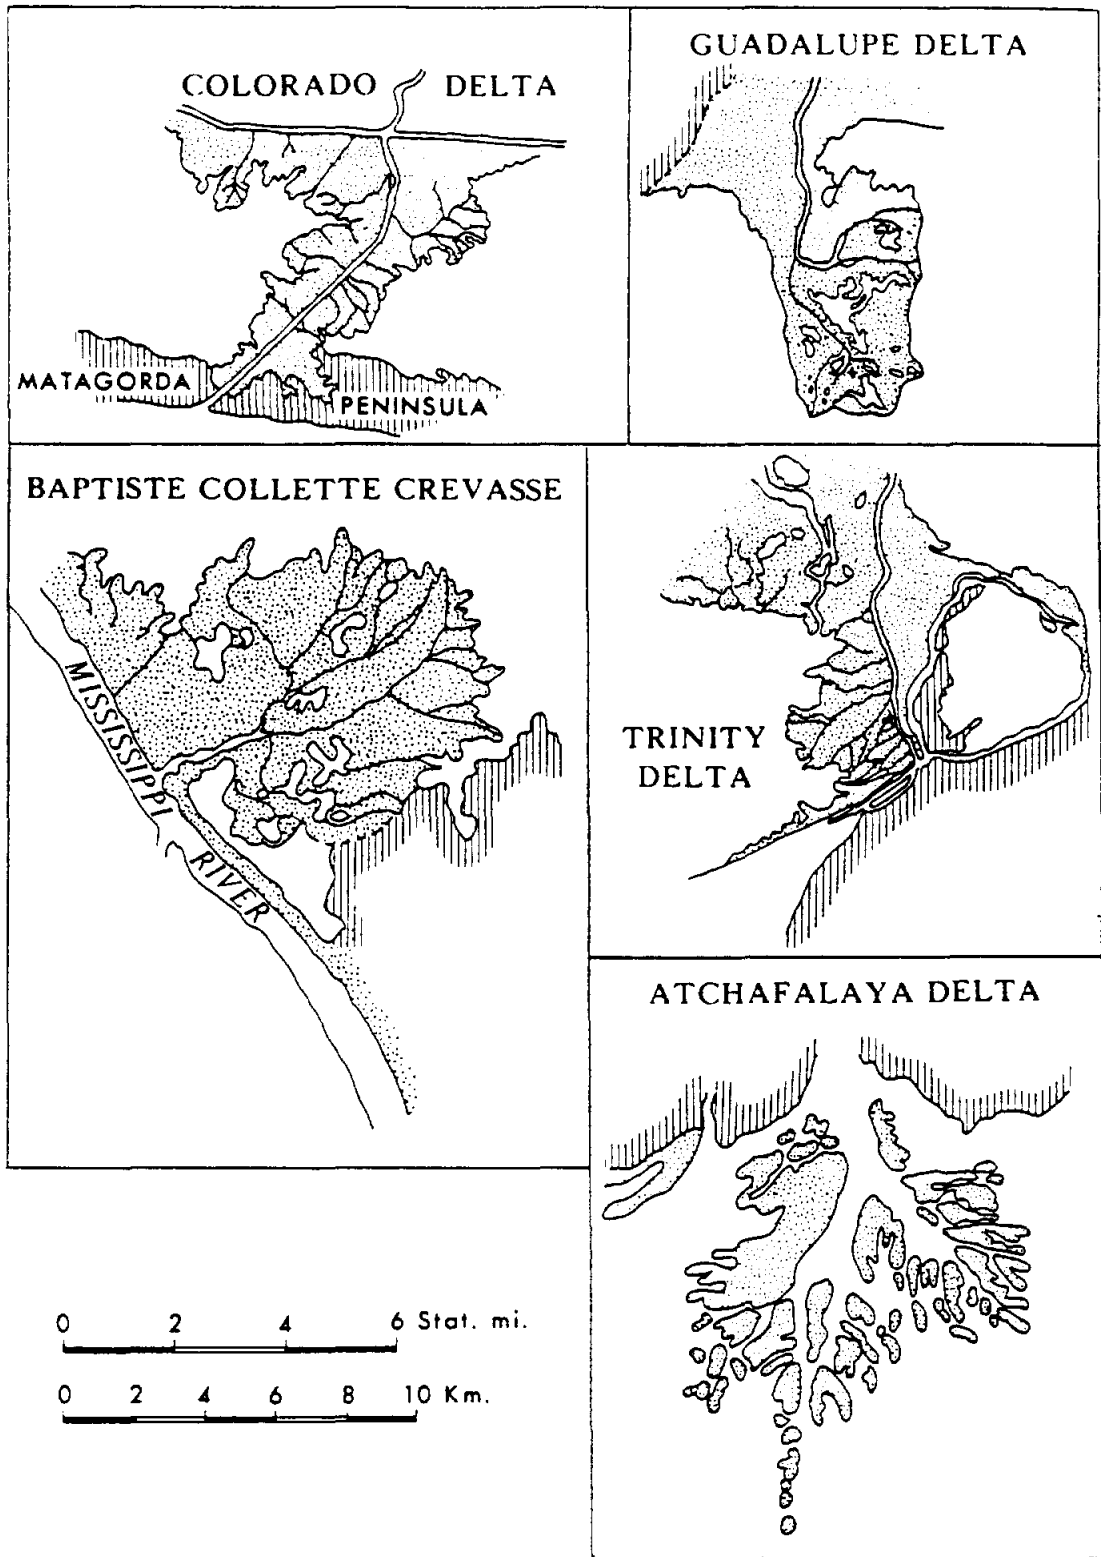 COLORADO DELTA
MATAGORDA
PENINSULA
GUADALUPE DELTA
BAPTISTE COLLETTE CREVASSE
MISSISSIPPI
RIVER
TRINITY
DELTA
ATCHAFALAYA DELTA
0 2 4 6 Stat. mi.
0 2 4 6 8 10 Km.